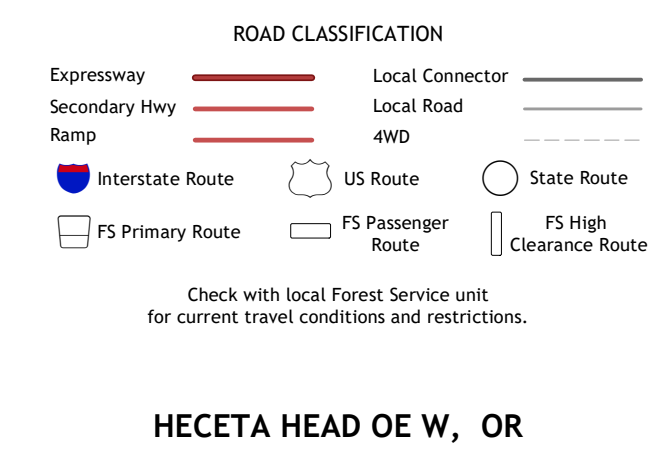 ROAD CLASSIFICATION
Expressway
Local Connector
Secondary Hwy
Local Road
Ramp
4WD
Interstate Route
US Route
State Route
FS Primary Route
FS Passenger
Route
FS High
Clearance Route
Check with local Forest Service unit
for current travel conditions and restrictions.
HECETA HEAD OE W, OR